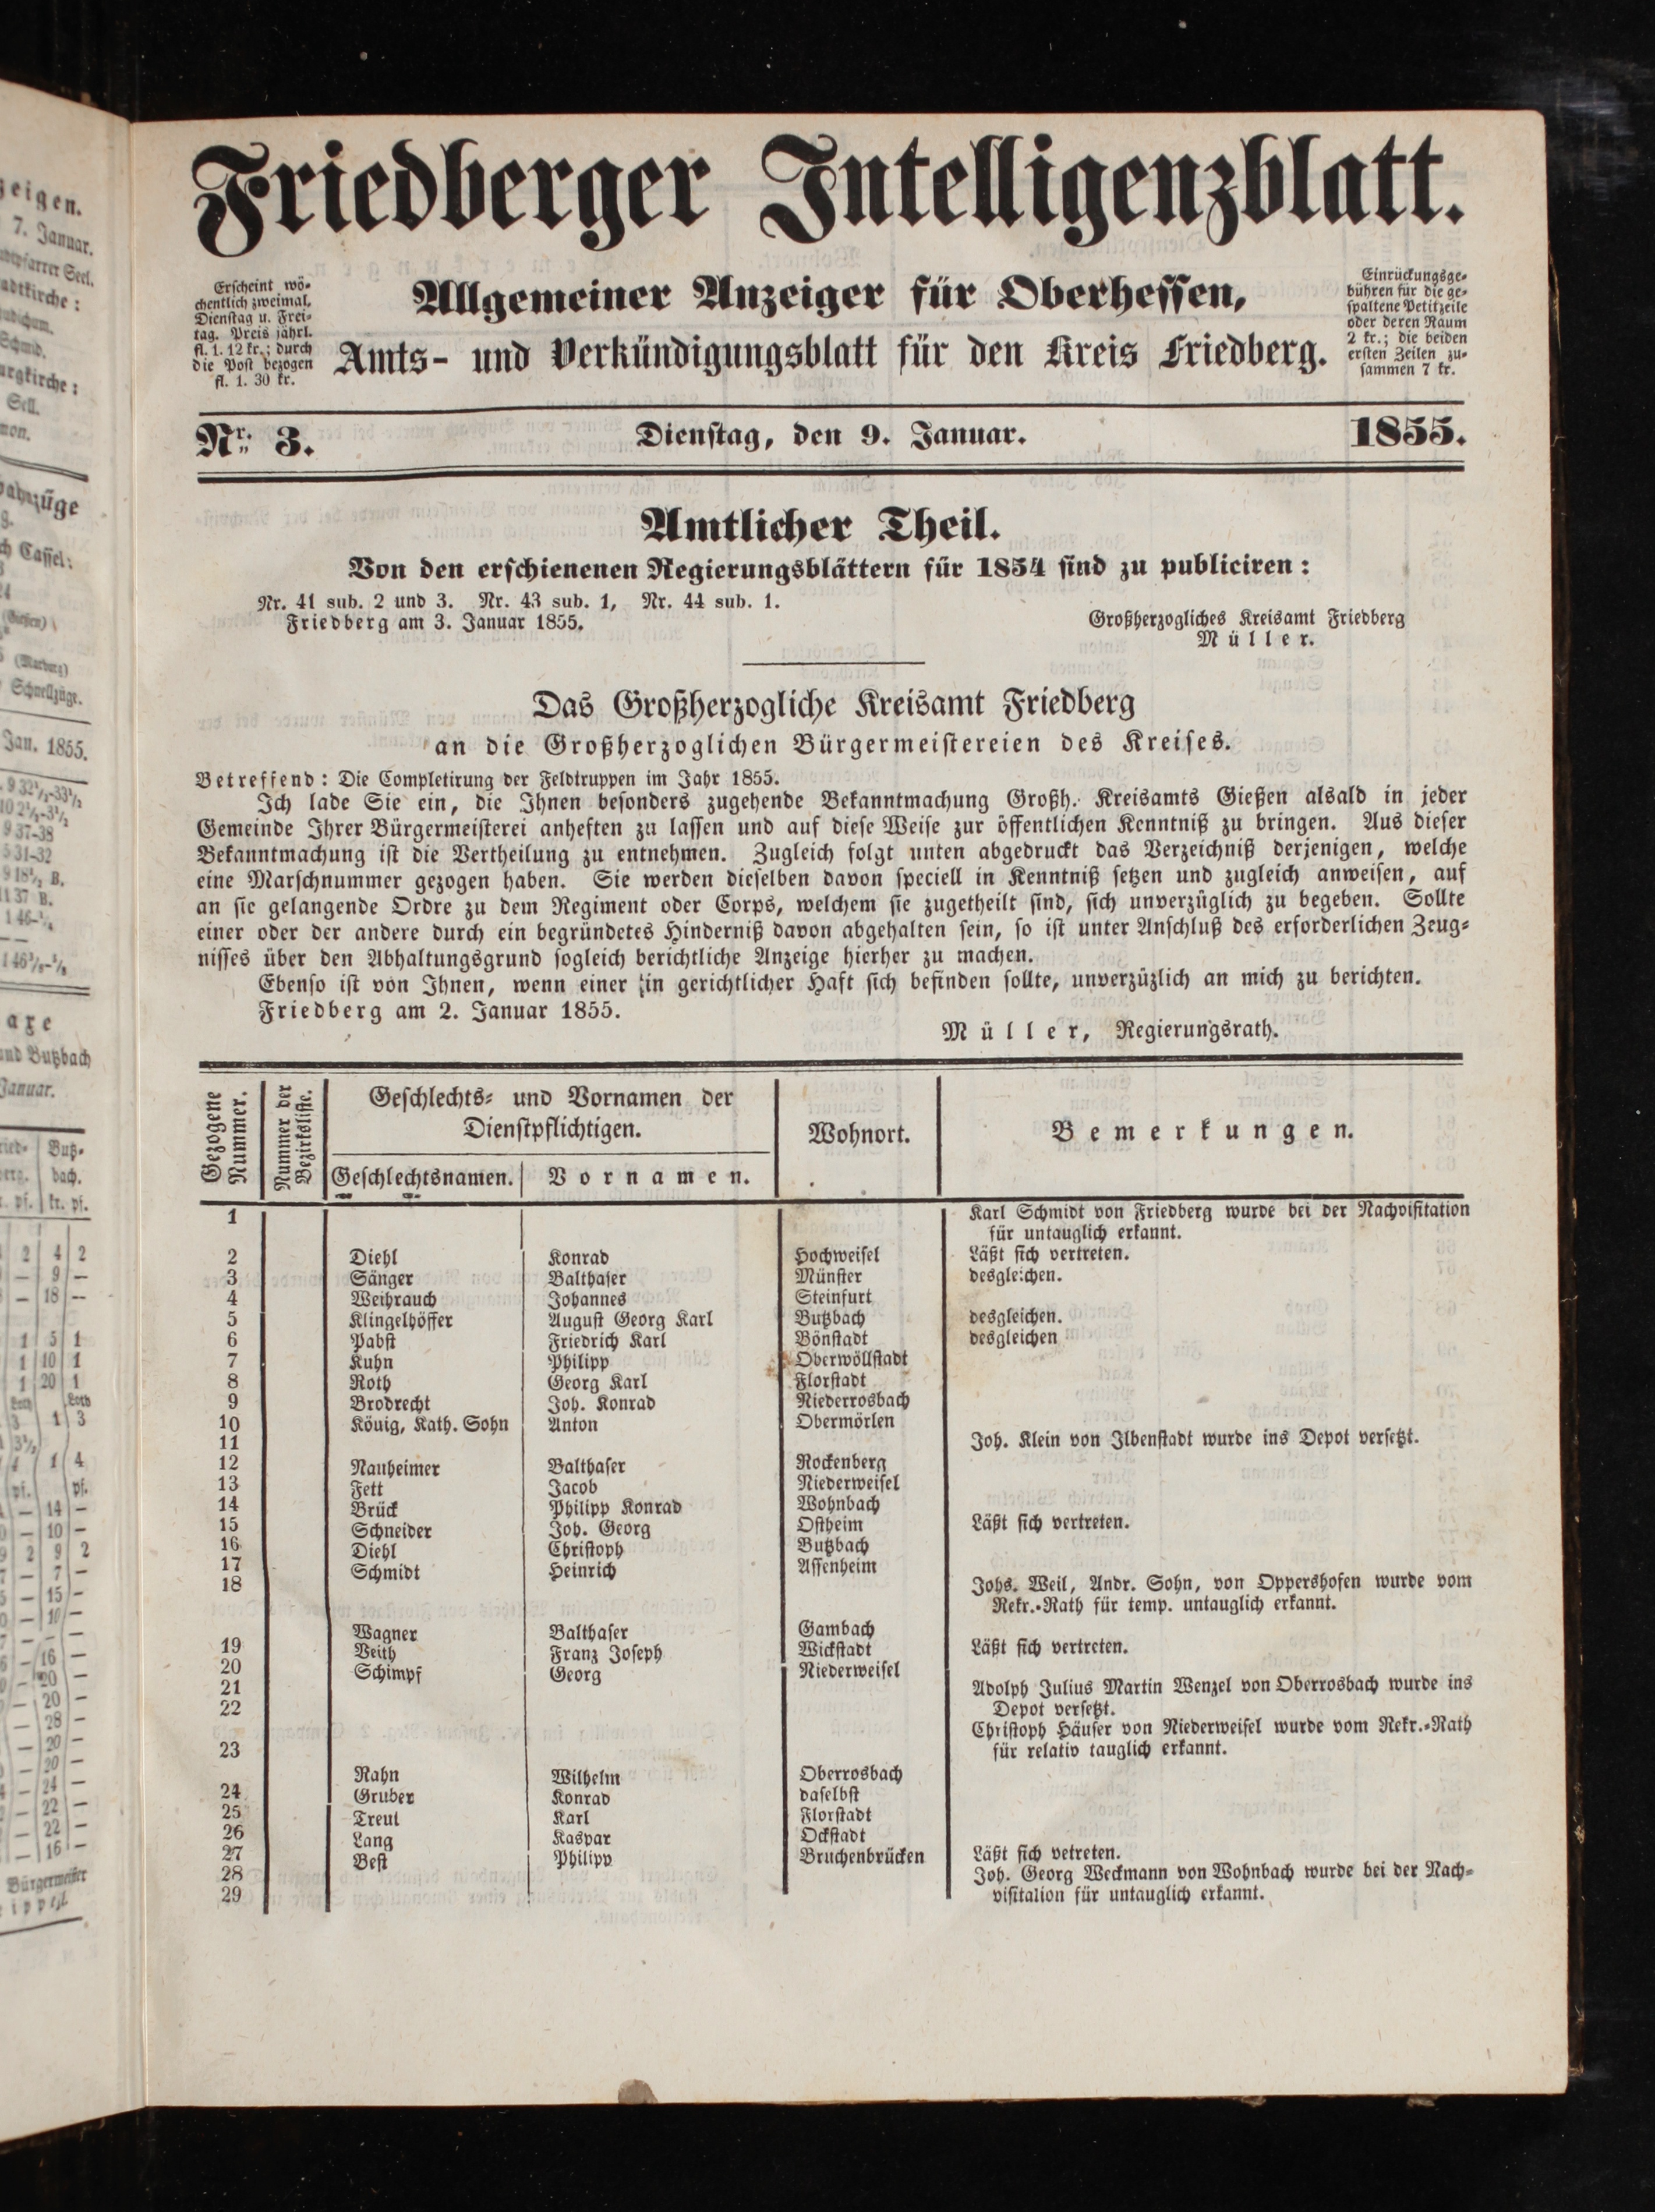 Friedberger Intelligenzblatt.
Erscheint wö-
chentlich zweimal,
Dienstag u. Frei-
tag. Preis jährl.
fl. 1. 12 kr.; durch
die Post bezogen
fl. 1. 30 kr.
Allgemeiner Anzeiger für Oberhessen,
Amts- und Verkündigungsblatt für den Kreis Friedberg.
Einrückungsge-
bühren für die ge-
spaltene Petitzeile
oder deren Raum
2 kr.; die beiden
ersten Zeilen zu-
sammen 7 kr.
Nr. 3. Dienstag, den 9. Januar. 1855.
Amtlicher Theil.
Von den erschienenen Regierungsblättern für 1854 sind zu publiciren:
Nr. 41 sub. 2 und 3. Nr. 43 sub. 1, Nr. 44 sub. 1.
Friedberg am 3. Januar 1855.
Großherzogliches Kreisamt Friedberg
Müller.
Das Großherzogliche Kreisamt Friedberg
an die Großherzoglichen Bürgermeistereien des Kreises.
Betreffend: Die Completirung der Feldtruppen im Jahr 1855.
Ich lade Sie ein, die Ihnen besonders zugehende Bekanntmachung Großh. Kreisamts Gießen alsald in jeder
Gemeinde Ihrer Bürgermeisterei anheften zu lassen und auf diese Weise zur öffentlichen Kenntniß zu bringen. Aus dieser
Bekanntmachung ist die Vertheilung zu entnehmen. Zugleich folgt unten abgedruckt das Verzeichniß derjenigen, welche
eine Marschnummer gezogen haben. Sie werden dieselben davon speciell in Kenntniß setzen und zugleich anweisen, auf
an sie gelangende Ordre zu dem Regiment oder Corps, welchem sie zugetheilt sind, sich unverzüglich zu begeben. Sollte
einer oder der andere durch ein begründetes Hinderniß davon abgehalten sein, so ist unter Anschluß des erforderlichen Zeug-
nisses über den Abhaltungsgrund sogleich berichtliche Anzeige hierher zu machen.
Ebenso ist von Ihnen, wenn einer in gerichtlicher Haft sich befinden sollte, unverzüzlich an mich zu berichten.
Friedberg am 2. Januar 1855.
Müller, Regierungsrath.
Gezogene Nummer.
Nummer der Bezirksliste.
Geschlechts- und Vornamen der
Dienstpflichtigen.
Geschlechtsnamen. Vornamen.
Wohnort.
Bemerkungen.
1 Karl Schmidt von Friedberg wurde bei der Nachvisitation
für untauglich erkannt.
2 Diehl Konrad Hochweisel Läßt sich vertreten.
3 Sänger Balthaser Münster desgleichen.
4 Weihrauch Johannes Steinfurt
5 Klingelhöffer August Georg Karl Butzbach desgleichen.
6 Pabst Friedrich Karl Bönstadt desgleichen
7 Kuhn Philipp Oberwöllstadt
8 Roth Georg Karl Florstadt
9 Brodrecht Joh. Konrad Niederrosbach
10 Köuig, Kath. Sohn Anton Obermörlen
11 Joh. Klein von Ilbenstadt wurde ins Depot versetzt.
12 Nauheimer Balthaser Rockenberg
13 Fett Jacob Niederweisel
14 Brück Philipp Konrad Wohnbach
15 Schneider Joh. Georg Ostheim Läßt sich vertreten.
16 Diehl Christoph Butzbach
17 Schmidt Heinrich Assenheim
18 Johs. Weil, Andr. Sohn, von Oppershofen wurde vom
Rekr.-Rath für temp. untauglich erkannt.
Wagner Balthaser Gambach
19 Veith Franz Joseph Wickstadt Läßt sich vertreten.
20 Schimpf Georg Niederweisel
21 Adolph Julius Martin Wenzel von Oberrosbach wurde ins
22 Depot versetzt.
Christoph Häuser von Niederweisel wurde vom Rekr.-Rath
23 für relativ tauglich erkannt.
Rahn Wilhelm Oberrosbach
24 Gruber Konrad daselbst
25 Treut Karl Florstadt
26 Lang Kaspar Ockstadt
27 Best Philipp Bruchenbrücken Läßt sich vetreten.
28 Joh. Georg Weckmann von Wohnbach wurde bei der Nach-
29 visitalion für untauglich erkannt.